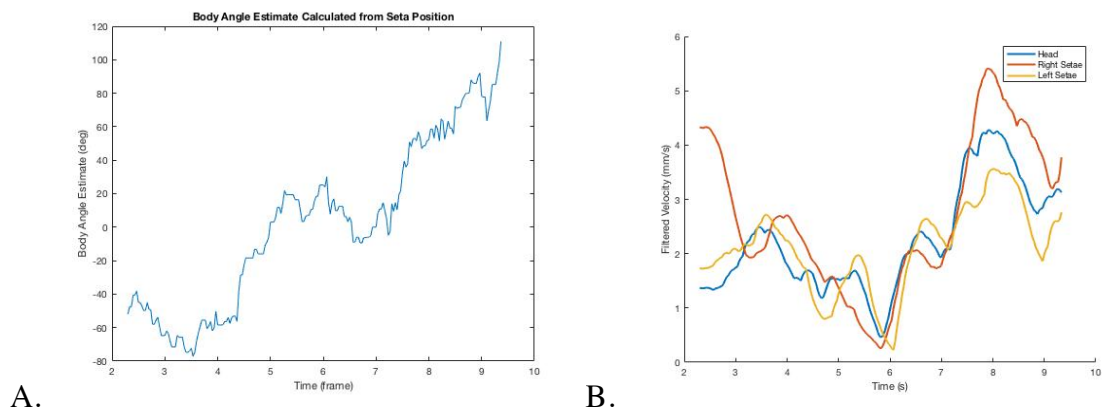 Body Angle Estimate Calculated from Seta Position
120
100
80
60
40
20
0
-20
-40
-60
-80
Body Angle Estimate (deg)
2 3 4 5 6 7 8 9 10
Time (frame)
A.
6
5
4
3
2
1
0
Filtered Velocity (mm/s)
Head
Right Setae
Left Setae
2 3 4 5 6 7 8 9 10
Time (s)
B.